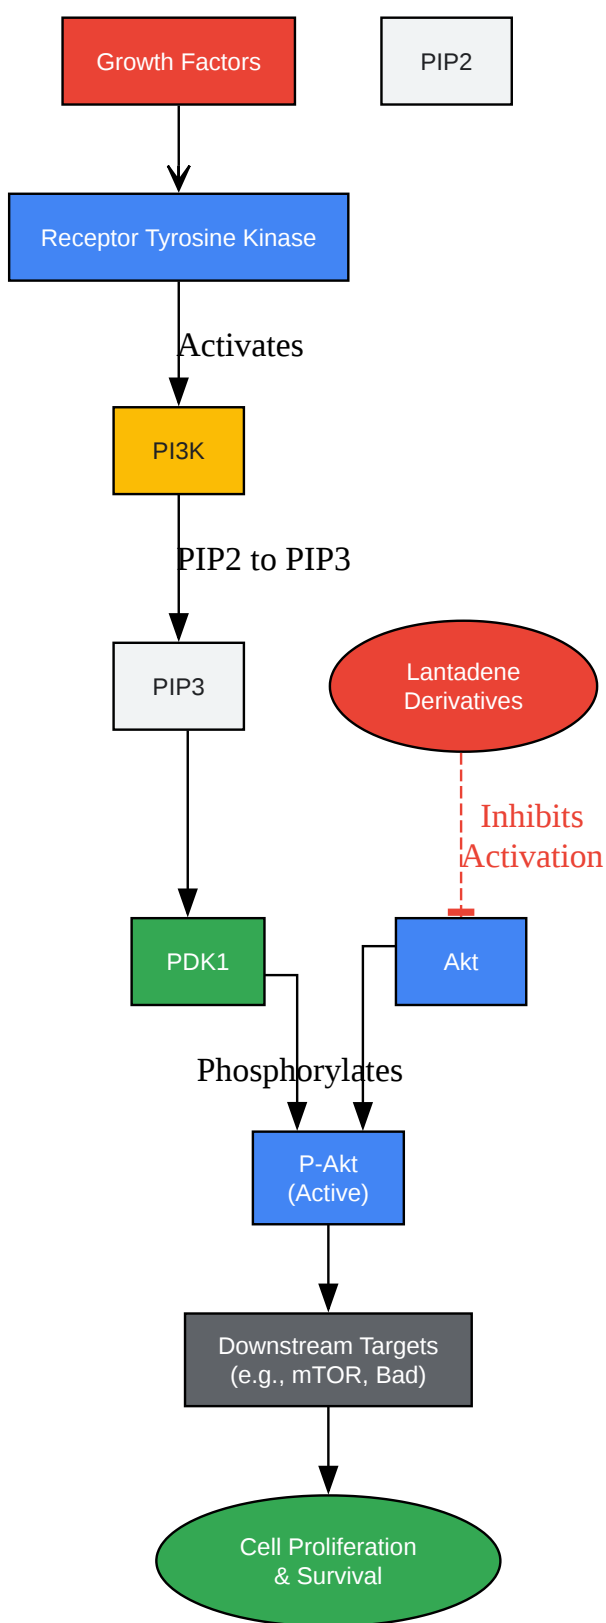 Growth Factors
PIP2
Receptor Tyrosine Kinase
Activates
PI3K
PIP2 to PIP3
PIP3
Lantadene
Derivatives
Inhibits
Activation
PDK1
Akt
Phosphorylates
P-Akt
(Active)
Downstream Targets
(e.g., mTOR, Bad)
Cell Proliferation
& Survival